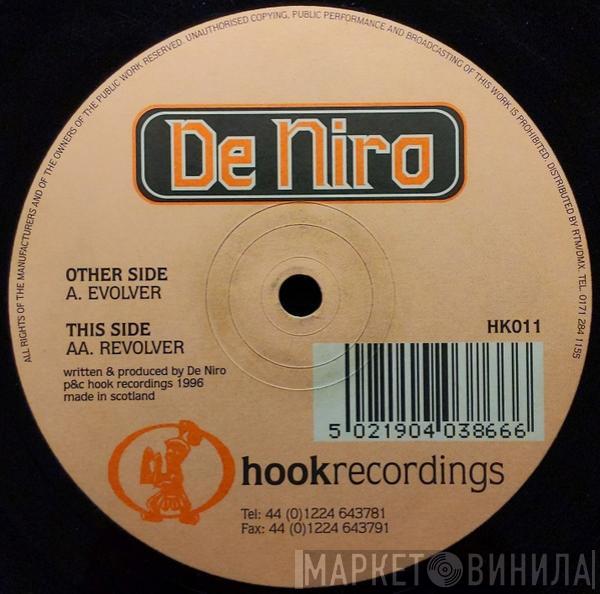 ALL RIGHTS OF THE MANUFACTURERS AND OF THE OWNERS OF THE PUBLIC WORK RESERVED. UNAUTHORISED COPYING, PUBLIC PERFORMANCE AND BROADCASTING OF THIS WORK IS PROHIBITED. DISTRIBUTED BY RTM/DMX. TEL. 0171 284 1155
De Niro
OTHER SIDE
A. EVOLVER
THIS SIDE
AA. REVOLVER
HK011
written & produced by De Niro
p&c hook recordings 1996
made in scotland
5 021904 038666
hookrecordings
Tel: 44 (0)1224 643781
Fax: 44 (0)1224 643791
МАРКЕТ ВИНИЛА